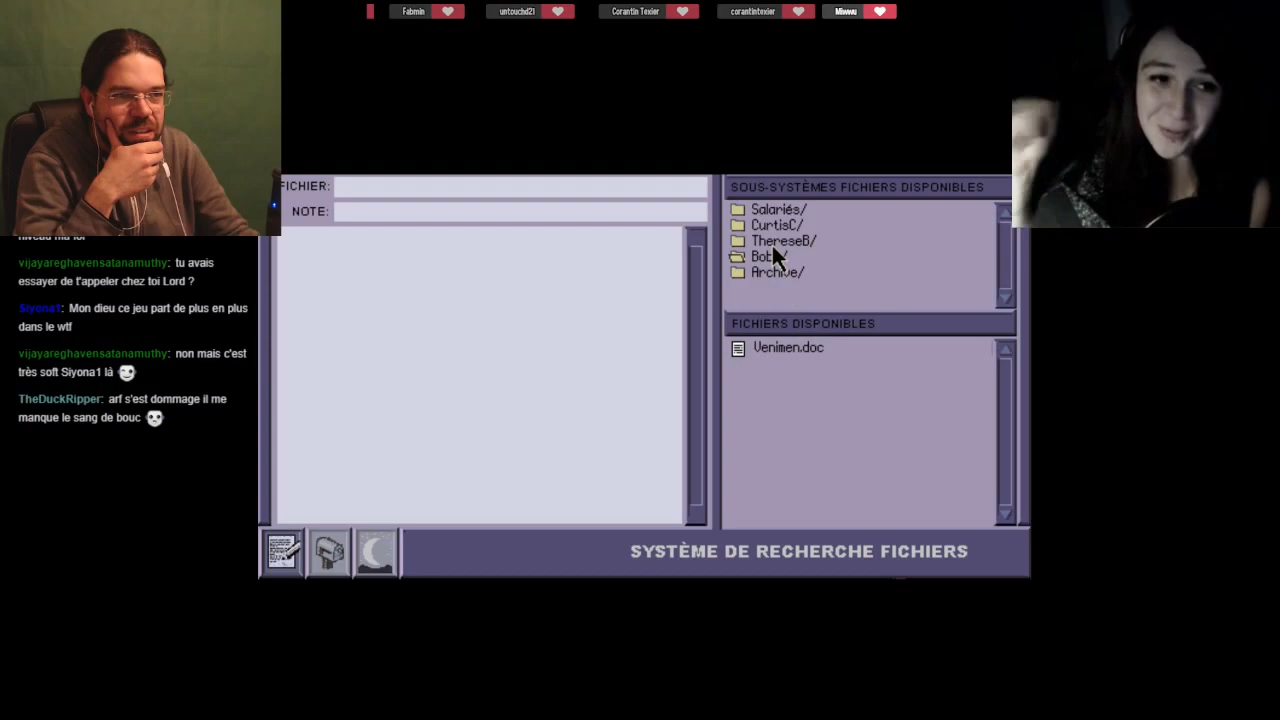 Fabmin
untouchd21
Corantin Texier
corantintexier
Miwwu
FICHIER:
NOTE:
SOUS-SYSTÈMES FICHIERS DISPONIBLES
Salariés/
CurtisC/
ThereseB/
Archive/
FICHIERS DISPONIBLES
Venimen.doc
niveau ma foi
vijayareghavensatanamuthy: tu avais
essayer de t'appeler chez toi Lord ?
Siyona1: Mon dieu ce jeu part de plus en plus
dans le wtf
vijayareghavensatanamuthy: non mais c'est
très soft Siyona1 là
TheDuckRipper: arf s'est dommage il me
manque le sang de bouc
SYSTÈME DE RECHERCHE FICHIERS